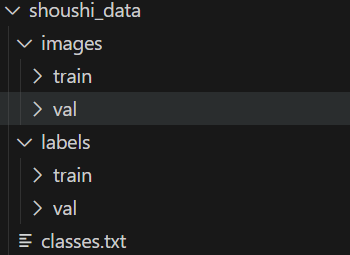 shoushi_data
images
train
val
labels
train
val
classes.txt